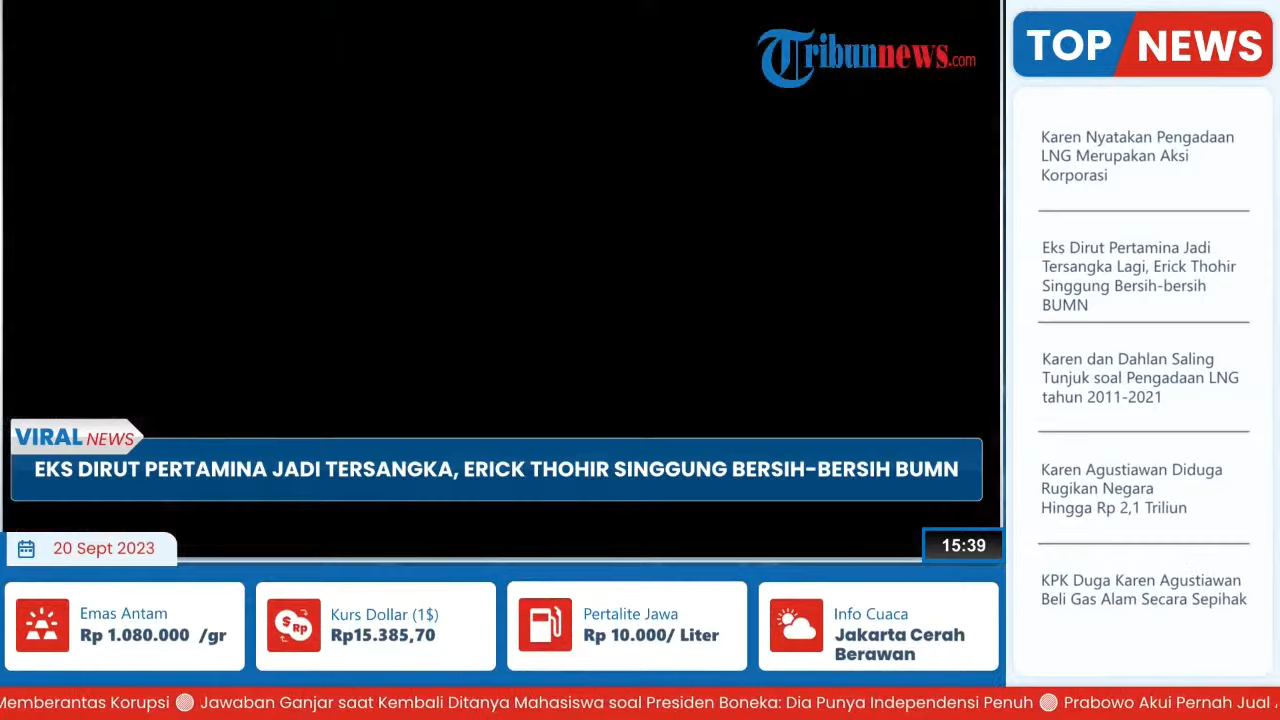 Tribunnews.com
TOP NEWS
Karen Nyatakan Pengadaan
LNG Merupakan Aksi
Korporasi
Eks Dirut Pertamina Jadi
Tersangka Lagi, Erick Thohir
Singgung Bersih-bersih
BUMN
Karen dan Dahlan Saling
Tunjuk soal Pengadaan LNG
tahun 2011-2021
Karen Agustiawan Diduga
Rugikan Negara
Hingga Rp 2,1 Triliun
KPK Duga Karen Agustiawan
Beli Gas Alam Secara Sepihak
VIRAL NEWS
EKS DIRUT PERTAMINA JADI TERSANGKA, ERICK THOHIR SINGGUNG BERSIH-BERSIH BUMN
20 Sept 2023
15:39
Emas Antam
Rp 1.080.000 /gr
Kurs Dollar (1$)
Rp15.385,70
Pertalite Jawa
Rp 10.000/ Liter
Info Cuaca
Jakarta Cerah
Berawan
Memberantas Korupsi Jawaban Ganjar saat Kembali Ditanya Mahasiswa soal Presiden Boneka: Dia Punya Independensi Penuh Prabowo Akui Pernah Jual